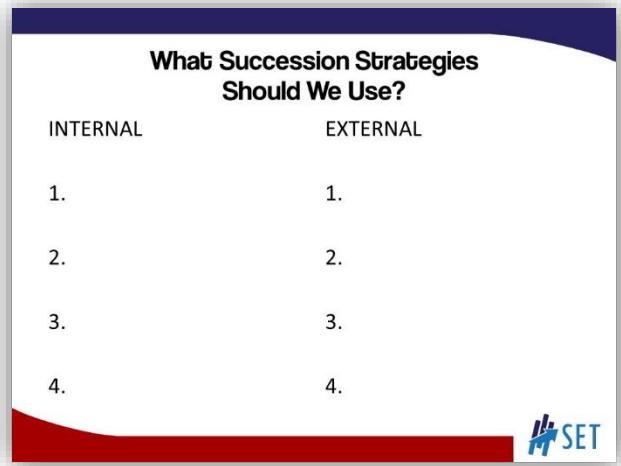 What Succession Strategies
Should We Use?
INTERNAL EXTERNAL
1. 1.
2. 2.
3. 3.
4. 4.
SET